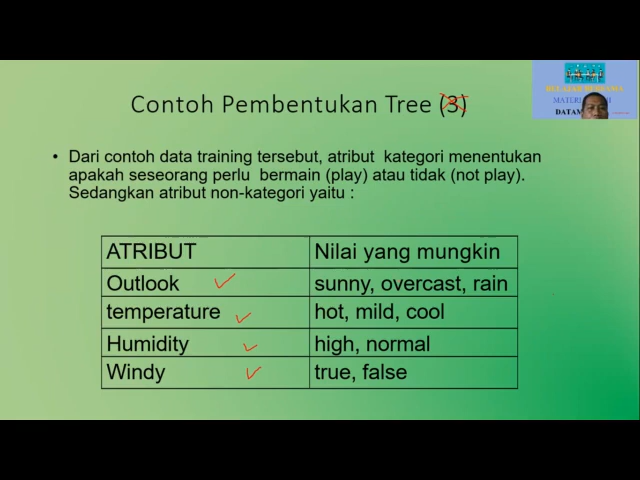 Contoh Pembentukan Tree (3)
BELAJAR BERSAMA
MATERI
DATAM
• Dari contoh data training tersebut, atribut kategori menentukan
apakah seseorang perlu bermain (play) atau tidak (not play).
Sedangkan atribut non-kategori yaitu :
ATRIBUT Nilai yang mungkin
Outlook sunny, overcast, rain
temperature hot, mild, cool
Humidity high, normal
Windy true, false